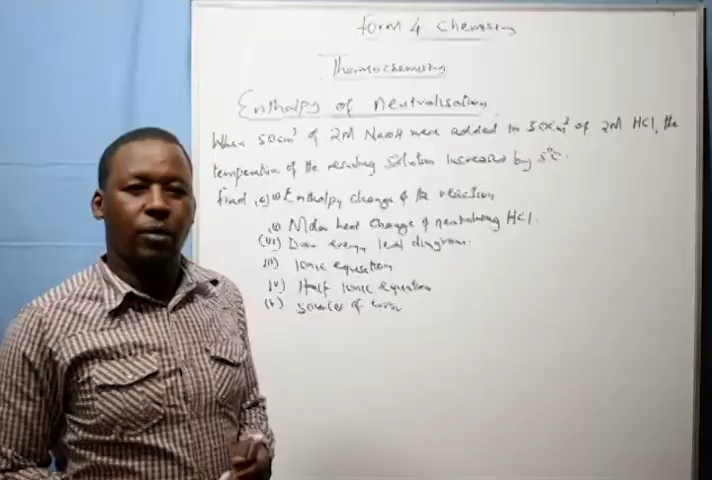 Form 4 Chemistry
Thermochemistry
Enthalpy of Neutralisation
When 50cm³ of 2M NaOH were added to 50cm³ of 2M HCl, the
temperature of the resulting solution increased by 5°C.
find (i) Enthalpy change of the reaction
(ii) Molar heat change of neutralising HCl.
(iii) Draw energy level diagram.
iii) Ionic equation
iv) Half ionic equation
(v) Sources of error